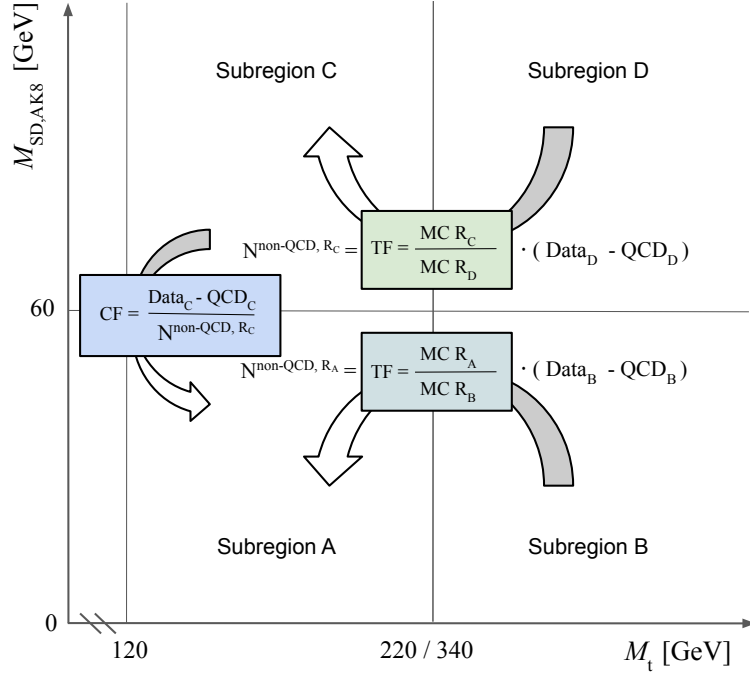 M_SD,AK8 [GeV]
Subregion C
Subregion D
N^non-QCD, R_C = TF = MC R_C / MC R_D · ( Data_D - QCD_D )
60
CF = Data_C - QCD_C / N^non-QCD, R_C
N^non-QCD, R_A = TF = MC R_A / MC R_B · ( Data_B - QCD_B )
Subregion A
Subregion B
0
120
220 / 340
M_t [GeV]